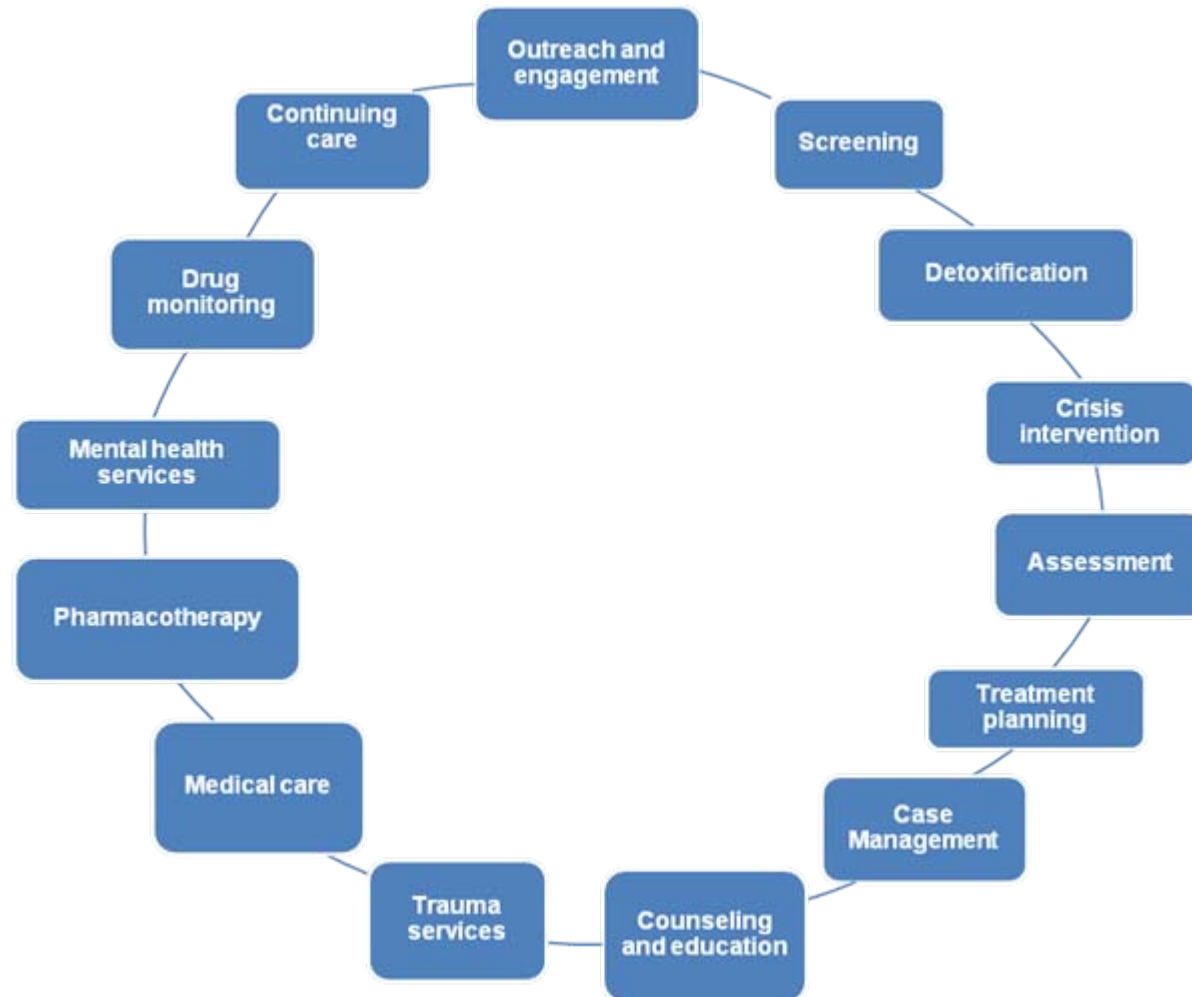 Outreach and
engagement
Screening
Detoxification
Crisis
intervention
Assessment
Treatment
planning
Case
Management
Counseling
and education
Trauma
services
Medical care
Pharmacotherapy
Mental health
services
Drug
monitoring
Continuing
care